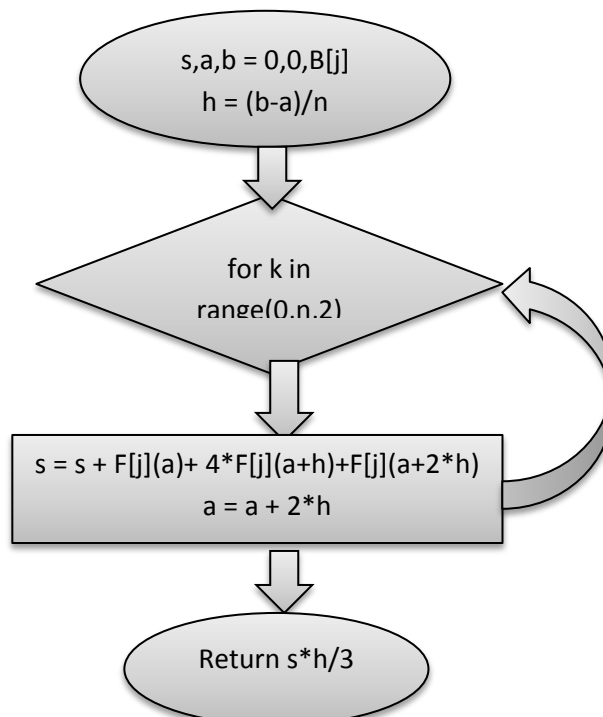 s,a,b = 0,0,B[j]
h = (b-a)/n
for k in
range(0,n,2)
s = s + F[j](a)+ 4*F[j](a+h)+F[j](a+2*h)
a = a + 2*h
Return s*h/3